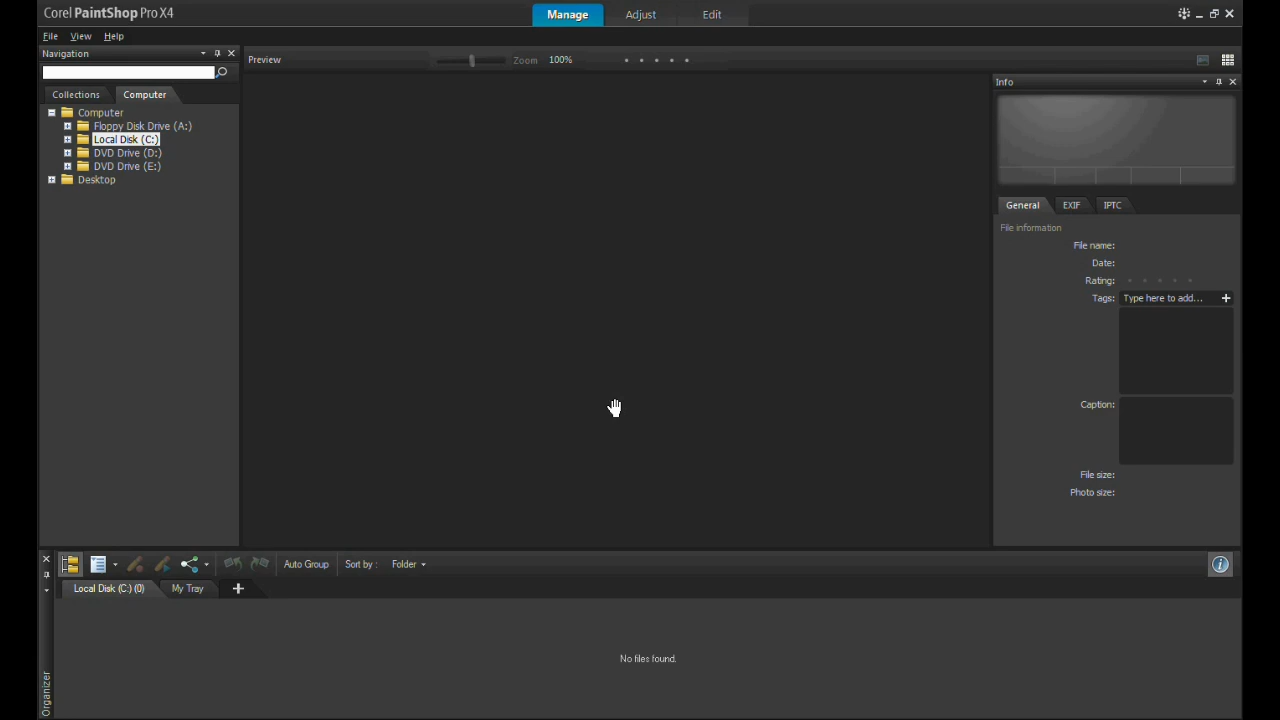 Corel PaintShop Pro X4
Manage Adjust Edit
File View Help
Navigation
Preview
Zoom 100%
Info
Collections Computer
Computer
Floppy Disk Drive (A:)
Local Disk (C:)
DVD Drive (D:)
DVD Drive (E:)
Desktop
General EXIF IPTC
File information
File name:
Date:
Rating:
Tags: Type here to add...
Caption:
File size:
Photo size:
Auto Group Sort by : Folder
Local Disk (C:) (0) My Tray
No files found.
Organizer